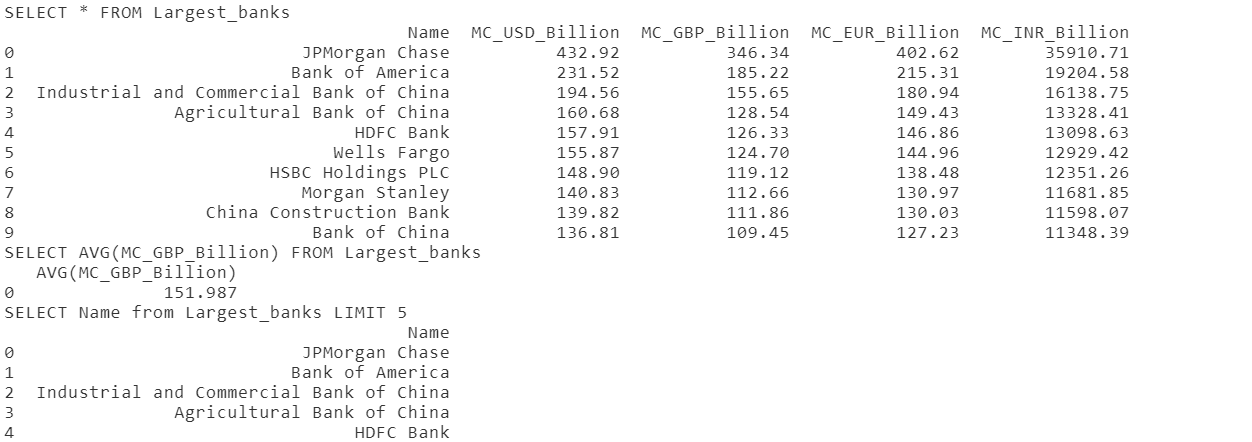 SELECT * FROM Largest_banks
Name MC_USD_Billion MC_GBP_Billion MC_EUR_Billion MC_INR_Billion
0 JPMorgan Chase 432.92 346.34 402.62 35910.71
1 Bank of America 231.52 185.22 215.31 19204.58
2 Industrial and Commercial Bank of China 194.56 155.65 180.94 16138.75
3 Agricultural Bank of China 160.68 128.54 149.43 13328.41
4 HDFC Bank 157.91 126.33 146.86 13098.63
5 Wells Fargo 155.87 124.70 144.96 12929.42
6 HSBC Holdings PLC 148.90 119.12 138.48 12351.26
7 Morgan Stanley 140.83 112.66 130.97 11681.85
8 China Construction Bank 139.82 111.86 130.03 11598.07
9 Bank of China 136.81 109.45 127.23 11348.39
SELECT AVG(MC_GBP_Billion) FROM Largest_banks
AVG(MC_GBP_Billion)
0 151.987
SELECT Name from Largest_banks LIMIT 5
Name
0 JPMorgan Chase
1 Bank of America
2 Industrial and Commercial Bank of China
3 Agricultural Bank of China
4 HDFC Bank